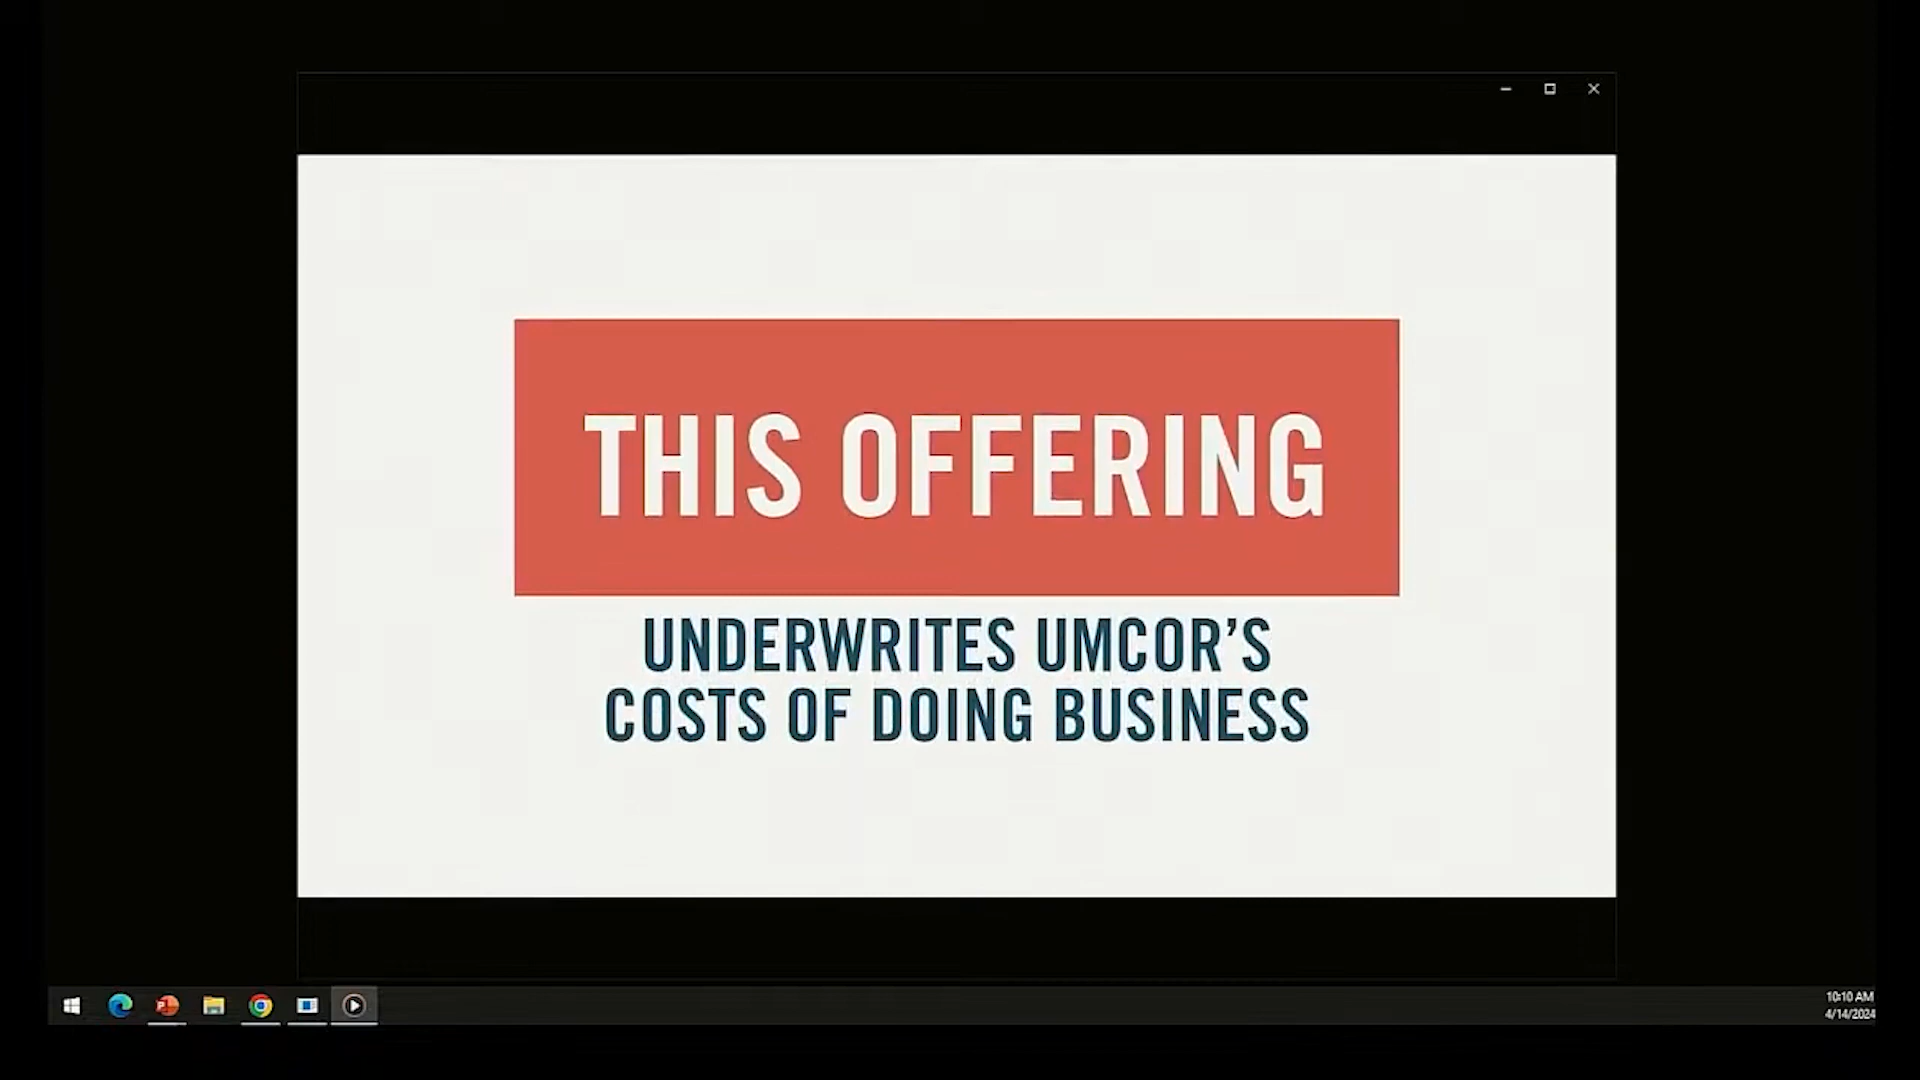 THIS OFFERING
UNDERWRITES UMCOR'S
COSTS OF DOING BUSINESS
10:10 AM
4/14/2024